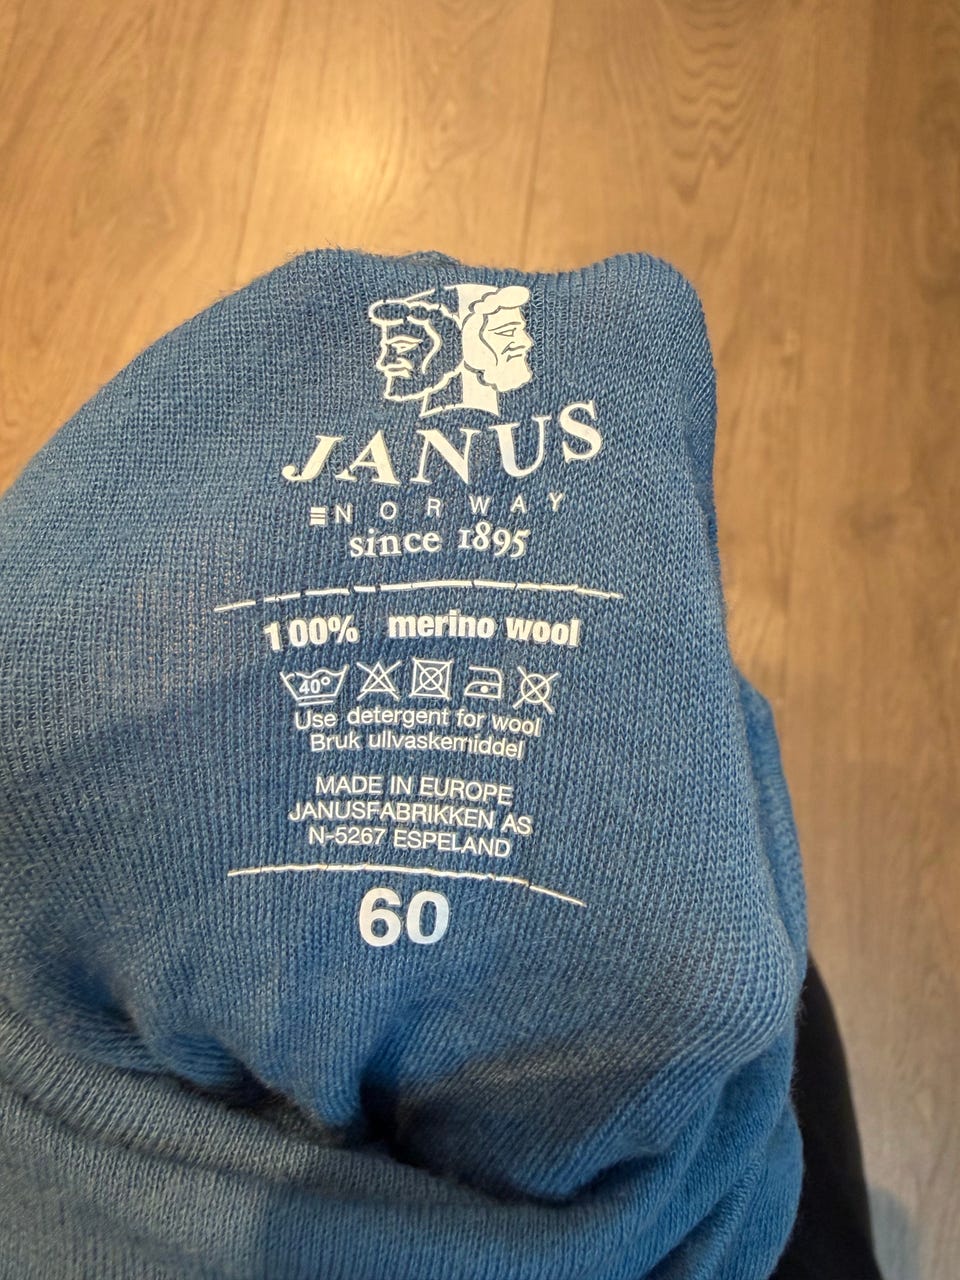 JANUS
NORWAY
since 1895
100% merino wool
40°
Use detergent for wool
Bruk ullvaskemiddel
MADE IN EUROPE
JANUSFABRIKKEN AS
N-5267 ESPELAND
60